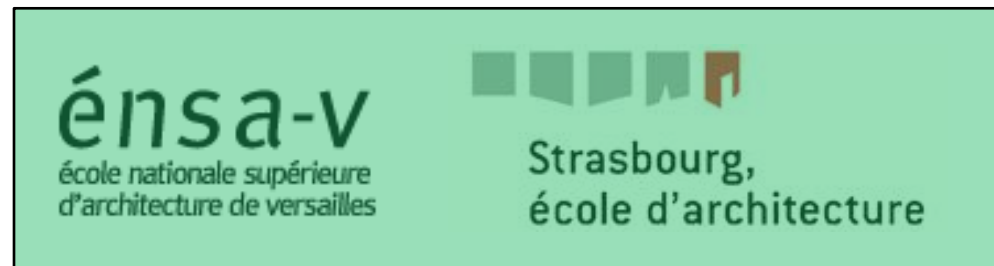 énsa-v
école nationale supérieure
d'architecture de versailles
Strasbourg,
école d'architecture